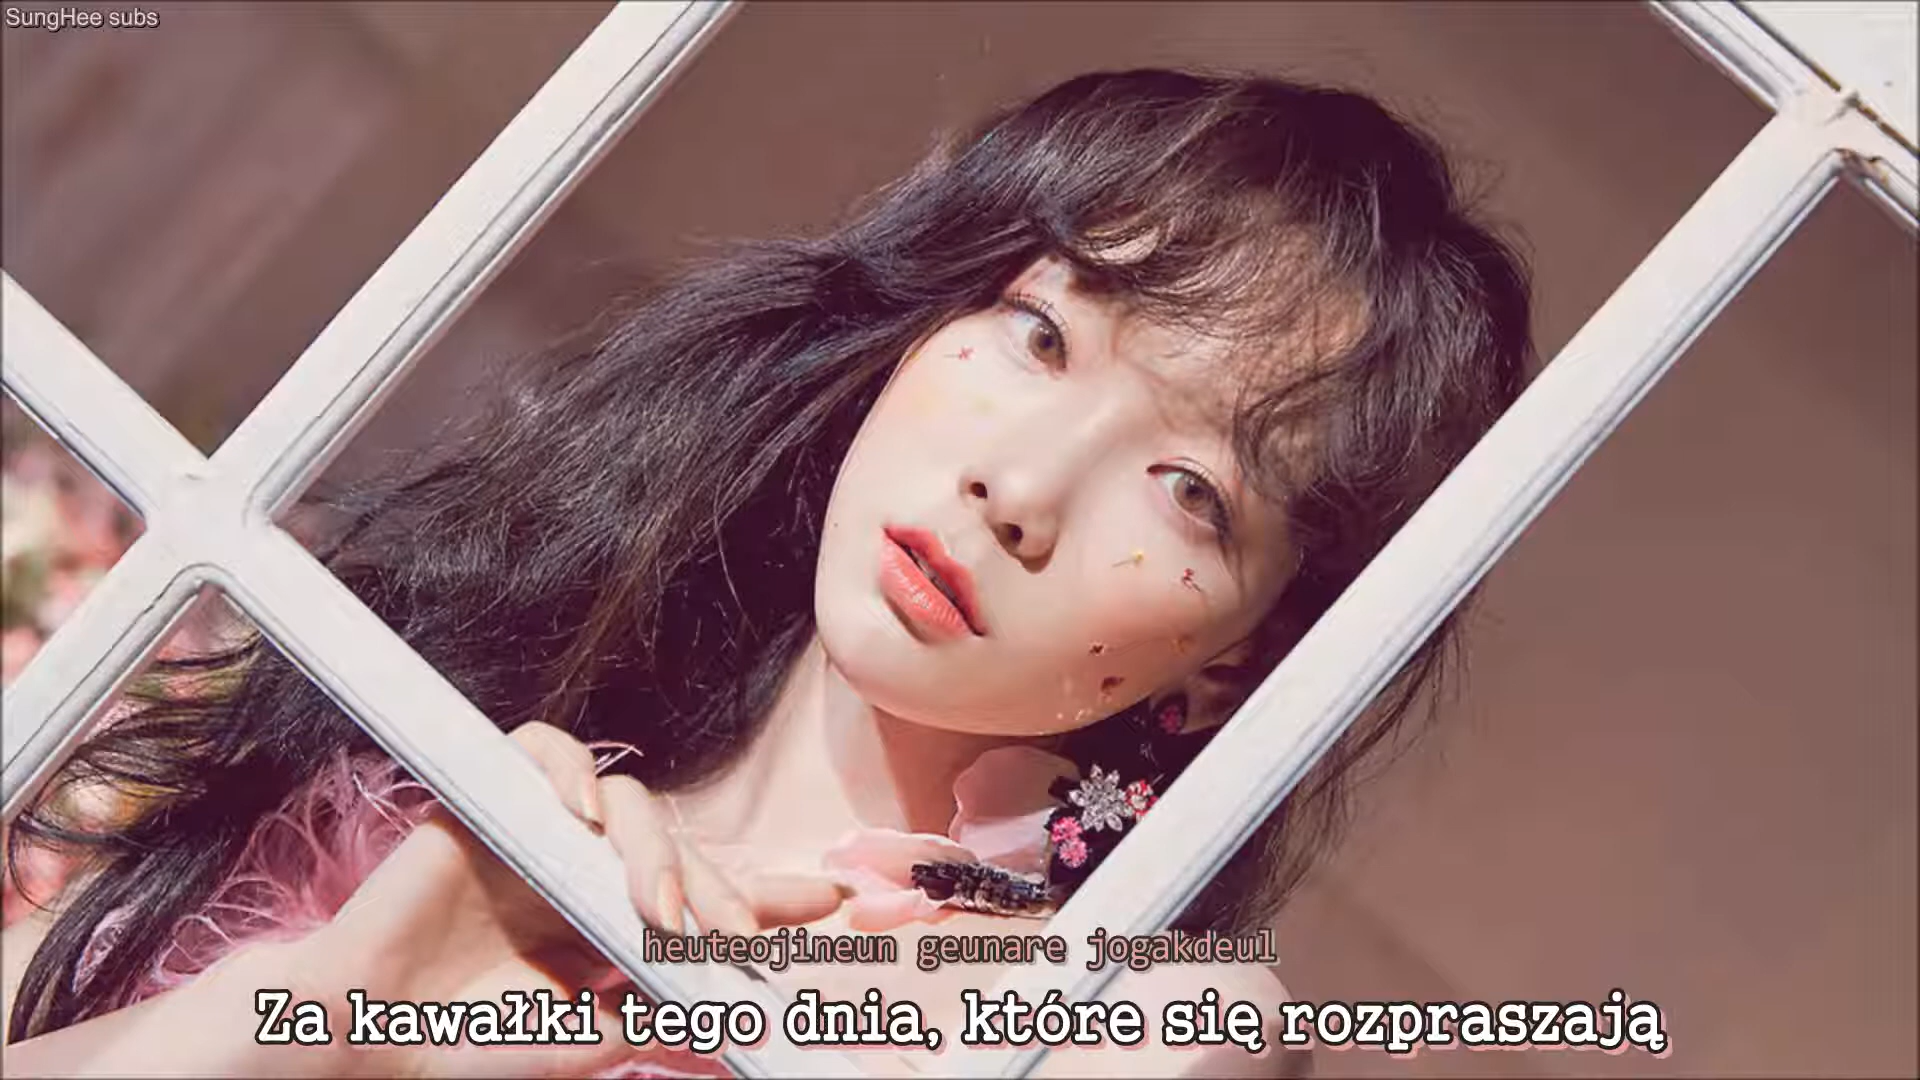 SungHee subs
heuteojineun geunare jogakdeul
Za kawałki tego dnia, które się rozpraszają